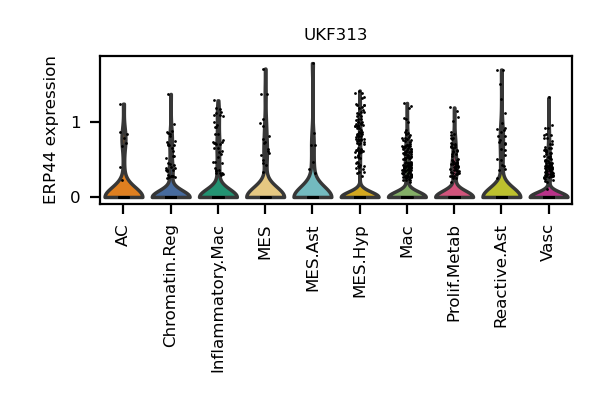 UKF313
ERP44 expression
1
0
AC
Chromatin.Reg
Inflammatory.Mac
MES
MES.Ast
MES.Hyp
Mac
Prolif.Metab
Reactive.Ast
Vasc